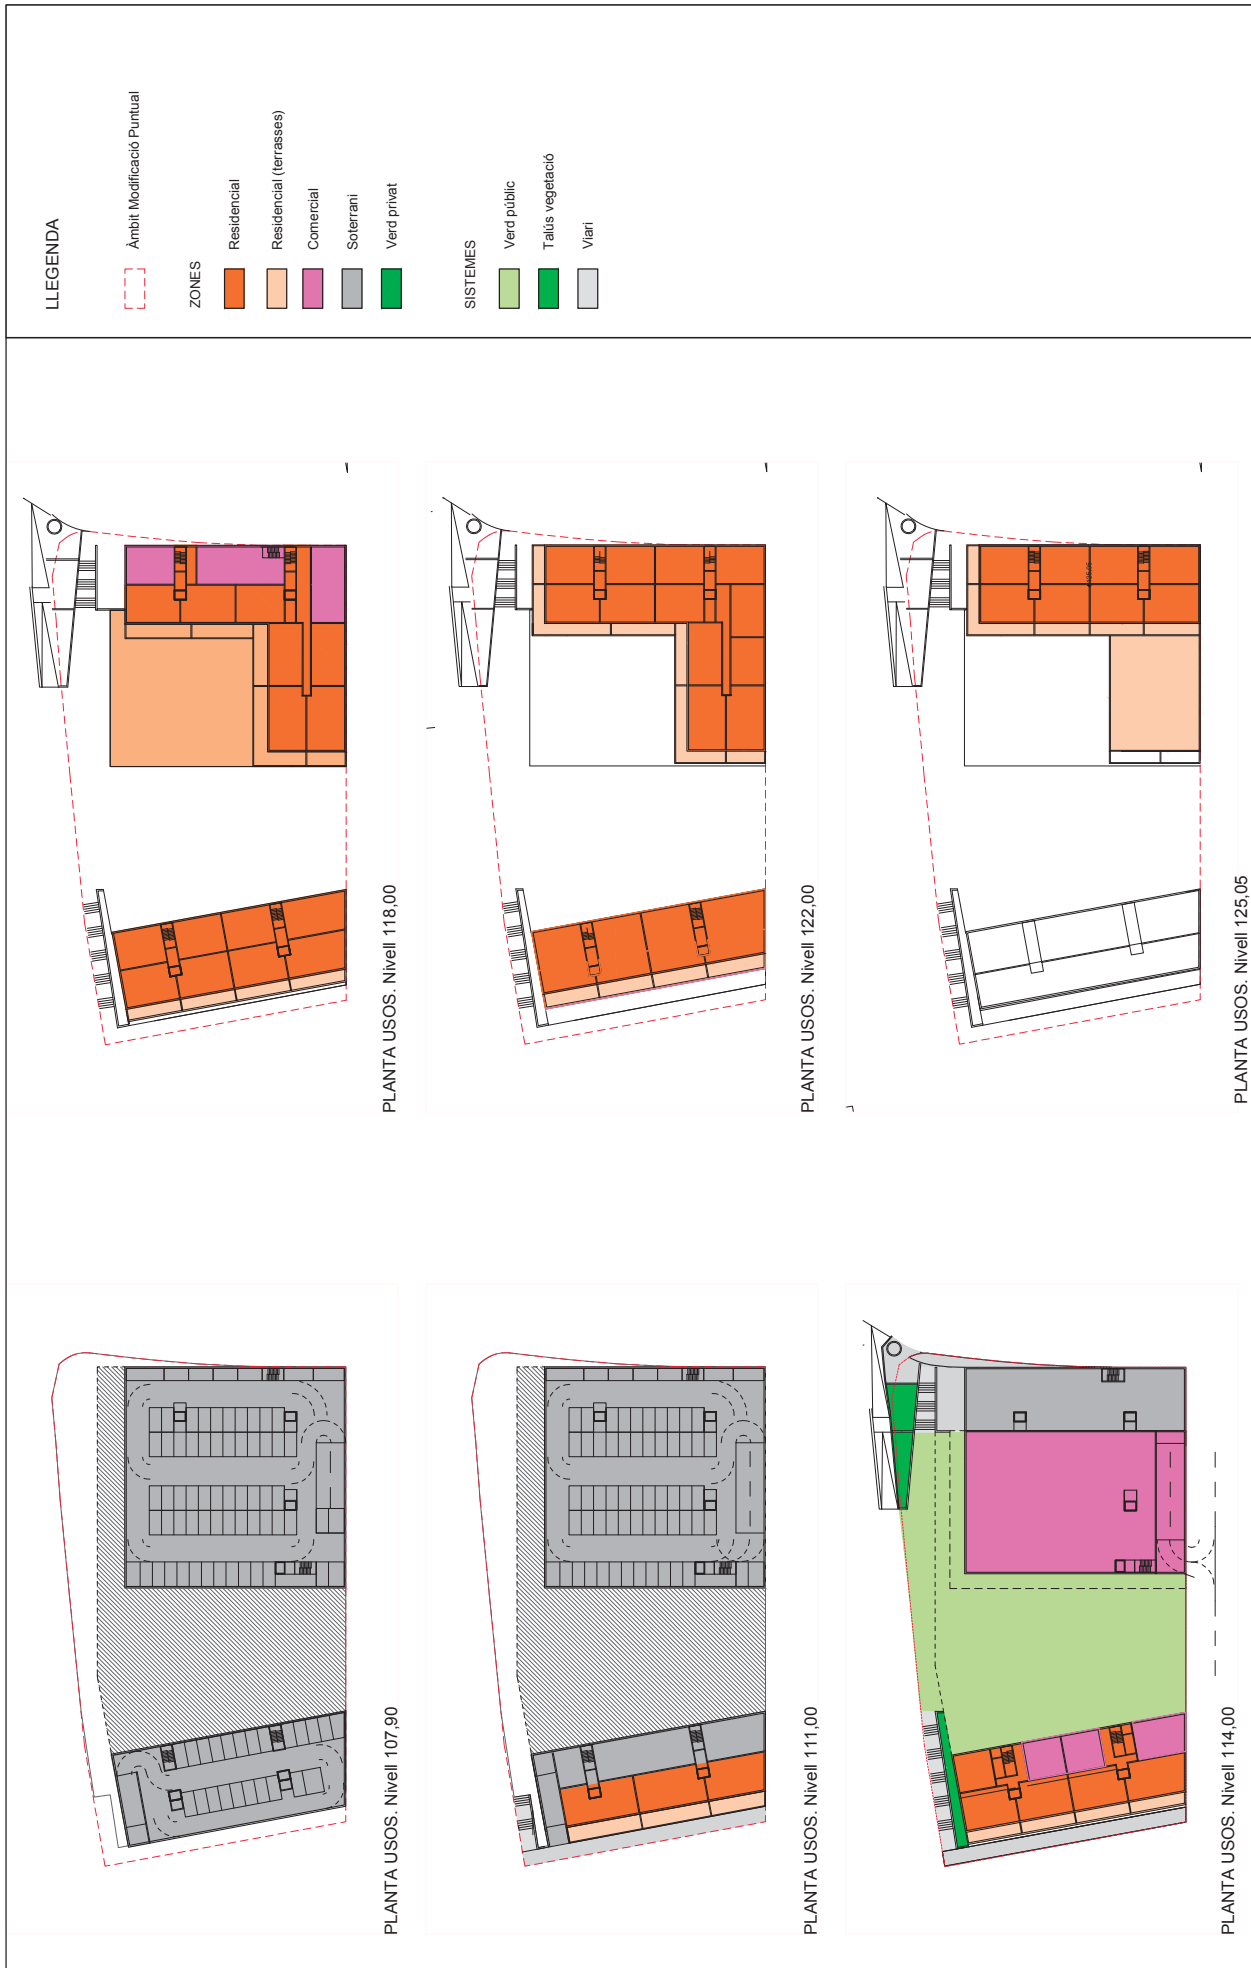 PLANTA USOS. Nivell 107,90
PLANTA USOS. Nivell 118,00
PLANTA USOS. Nivell 111,00
PLANTA USOS. Nivell 122,00
PLANTA USOS. Nivell 114,00
PLANTA USOS. Nivell 125,05
+125.05
LLEGENDA
Àmbit Modificació Puntual
ZONES
Residencial
Residencial (terrasses)
Comercial
Soterrani
Verd privat
SISTEMES
Verd públic
Talús vegetació
Viari